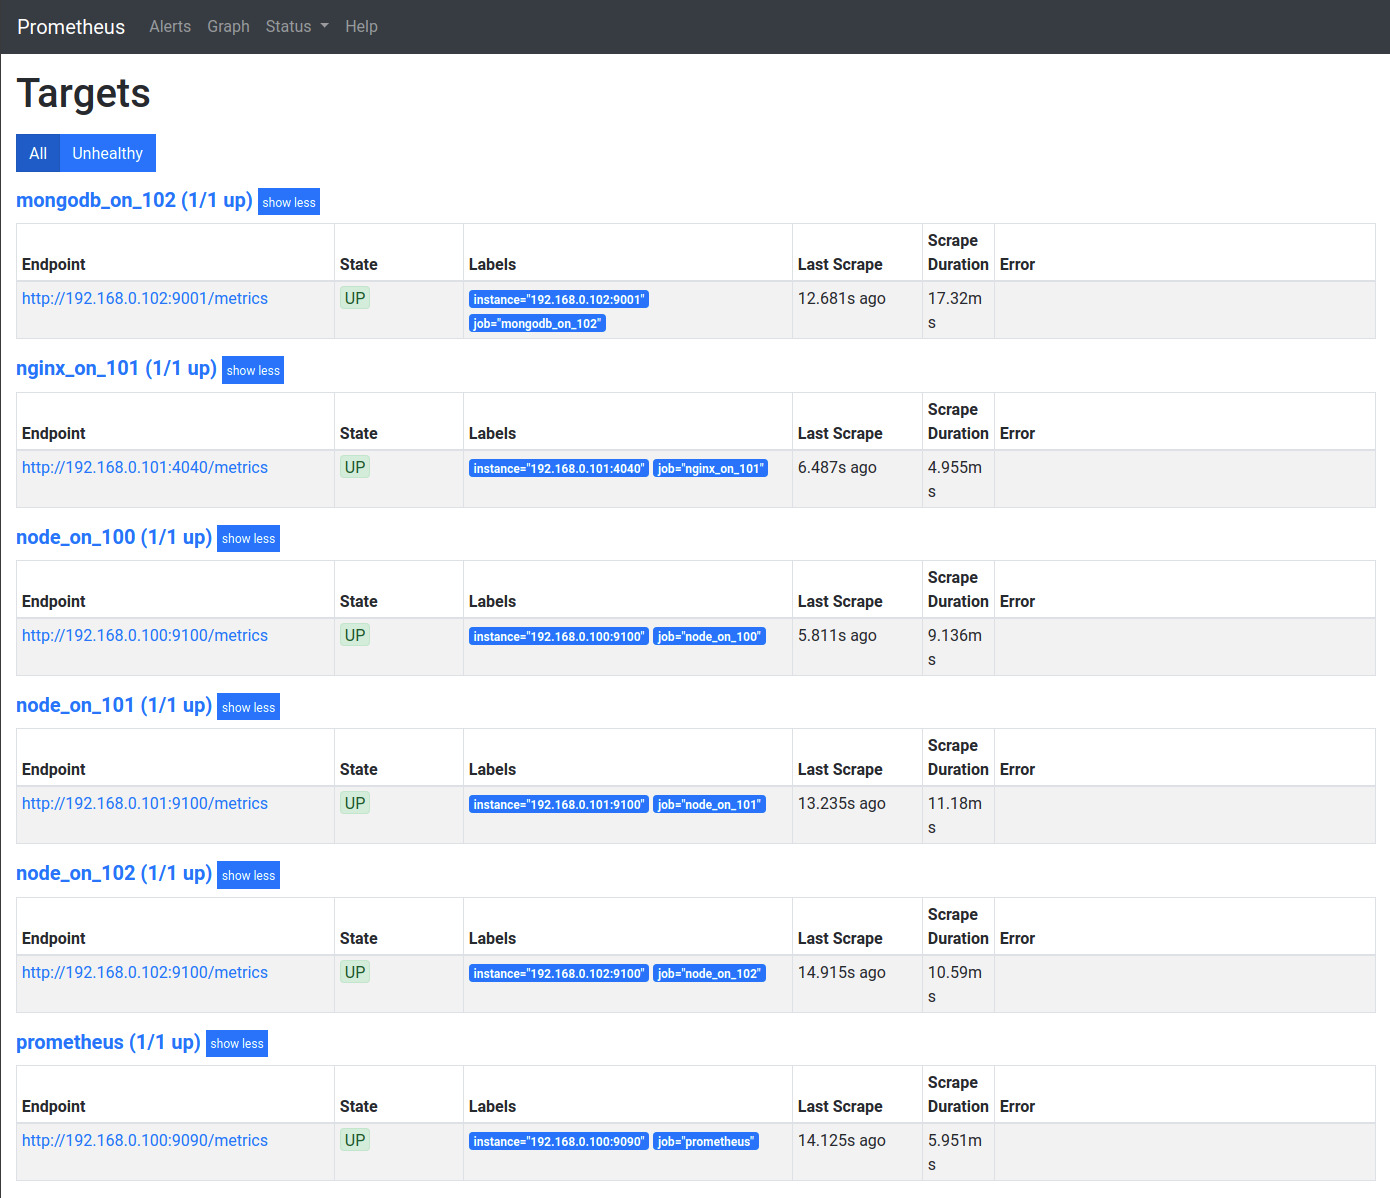 Prometheus Alerts Graph Status Help
Targets
All Unhealthy
mongodb_on_102 (1/1 up) show less
Endpoint State Labels Last Scrape Scrape Duration Error
http://192.168.0.102:9001/metrics UP instance="192.168.0.102:9001" 12.681s ago 17.32m
job="mongodb_on_102" s
nginx_on_101 (1/1 up) show less
Endpoint State Labels Last Scrape Scrape Duration Error
http://192.168.0.101:4040/metrics UP instance="192.168.0.101:4040" job="nginx_on_101" 6.487s ago 4.955m
s
node_on_100 (1/1 up) show less
Endpoint State Labels Last Scrape Scrape Duration Error
http://192.168.0.100:9100/metrics UP instance="192.168.0.100:9100" job="node_on_100" 5.811s ago 9.136m
s
node_on_101 (1/1 up) show less
Endpoint State Labels Last Scrape Scrape Duration Error
http://192.168.0.101:9100/metrics UP instance="192.168.0.101:9100" job="node_on_101" 13.235s ago 11.18m
s
node_on_102 (1/1 up) show less
Endpoint State Labels Last Scrape Scrape Duration Error
http://192.168.0.102:9100/metrics UP instance="192.168.0.102:9100" job="node_on_102" 14.915s ago 10.59m
s
prometheus (1/1 up) show less
Endpoint State Labels Last Scrape Scrape Duration Error
http://192.168.0.100:9090/metrics UP instance="192.168.0.100:9090" job="prometheus" 14.125s ago 5.951m
s